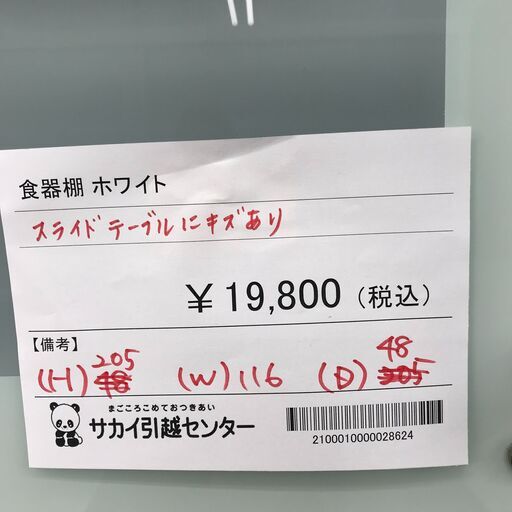 食器棚 ホワイト
スライドテーブルにキズあり
￥19,800（税込）
【備考】
205 48
(H) 48 (W) 116 (D) 205
まごころこめておつきあい
サカイ引越センター
2100010000028624